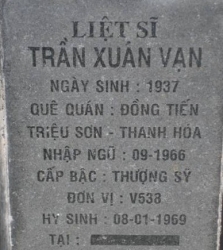 LIỆT SĨ
TRẦN XUÁN VẠN
NGÀY SINH : 1937
QUÊ QUÁN : ĐỒNG TIẾN
TRIỆU SƠN - THANH HÓA
NHẬP NGŨ : 09-1966
CẤP BẬC : THƯỢNG SỸ
ĐƠN VỊ : V538
HY SINH : 08-01-1969
TẠI :